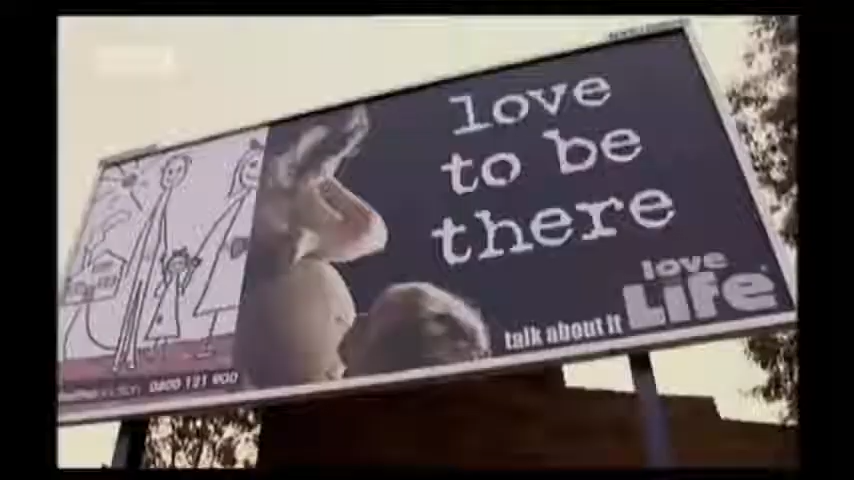 love
to be
there
love
Life
talk about it
0800 121 900